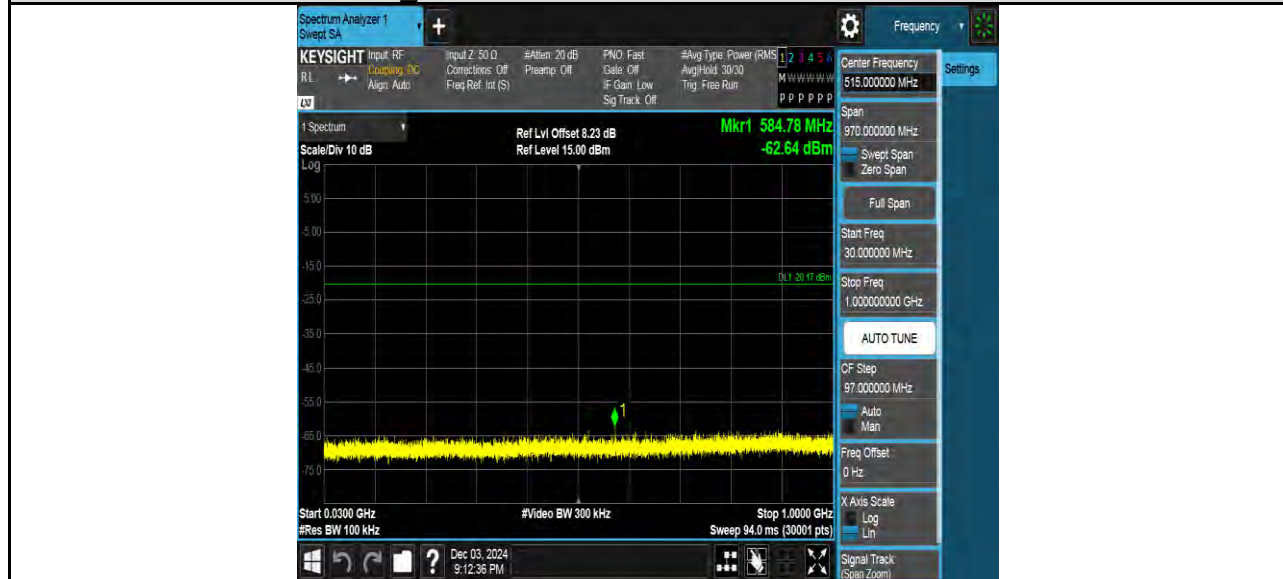 Spectrum Analyzer 1
Swept SA
+
Frequency
KEYSIGHT
RL
LXI
Input: RF
Coupling: DC
Align: Auto
Input Z: 50 Ω
Corrections: Off
Freq Ref: Int (S)
#Atten: 20 dB
Preamp: Off
PNO: Fast
Gate: Off
IF Gain: Low
Sig Track: Off
#Avg Type: Power (RMS
Avg|Hold: 30/30
Trig: Free Run
1 2 3 4 5 6
M W W W W W
P P P P P P
Center Frequency
515.000000 MHz
Settings
1 Spectrum
Scale/Div 10 dB
Log
Ref Lvl Offset 8.23 dB
Ref Level 15.00 dBm
Mkr1 584.78 MHz
-62.64 dBm
Span
970.000000 MHz
Swept Span
Zero Span
Full Span
Start Freq
30.000000 MHz
Stop Freq
1.000000000 GHz
AUTO TUNE
CF Step
97.000000 MHz
Auto
Man
Freq Offset
0 Hz
X Axis Scale
Log
Lin
Signal Track
(Span Zoom)
5.00
-5.00
-15.0
DL1 -20.17 dBm
-25.0
-35.0
-45.0
-55.0
1
-65.0
-75.0
Start 0.0300 GHz
#Res BW 100 kHz
#Video BW 300 kHz
Stop 1.0000 GHz
Sweep 94.0 ms (30001 pts)
?
Dec 03, 2024
9:12:36 PM